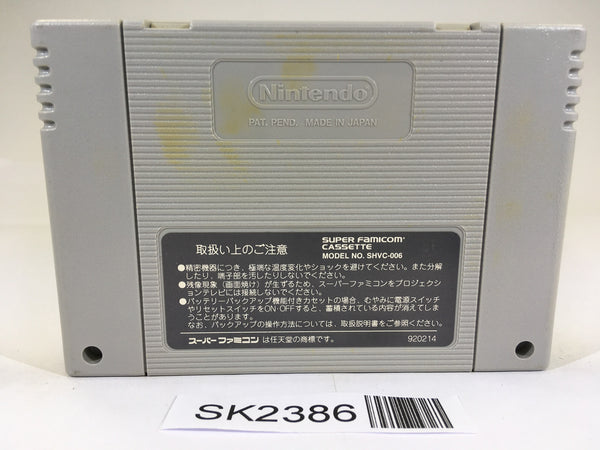 Nintendo
PAT. PEND. MADE IN JAPAN
取扱い上のご注意
SUPER FAMICOM
CASSETTE
MODEL NO. SHVC-006
●精密機器につき、極端な温度変化やショックを避けてください。また分解
したり、端子部を汚したりしないでください。
●残像現象（画面焼け）が生ずるため、スーパーファミコンをプロジェクシ
ョンテレビには接続しないでください。
●バッテリーバックアップ機能付きカセットの場合、むやみに電源スイッチ
やリセットスイッチをON・OFFすると、蓄積されている内容が消えてしま
うことがあります。
なお、バックアップの操作方法については、取扱説明書をご参照ください。
スーパーファミコン は任天堂の商標です。
920214
SK2386